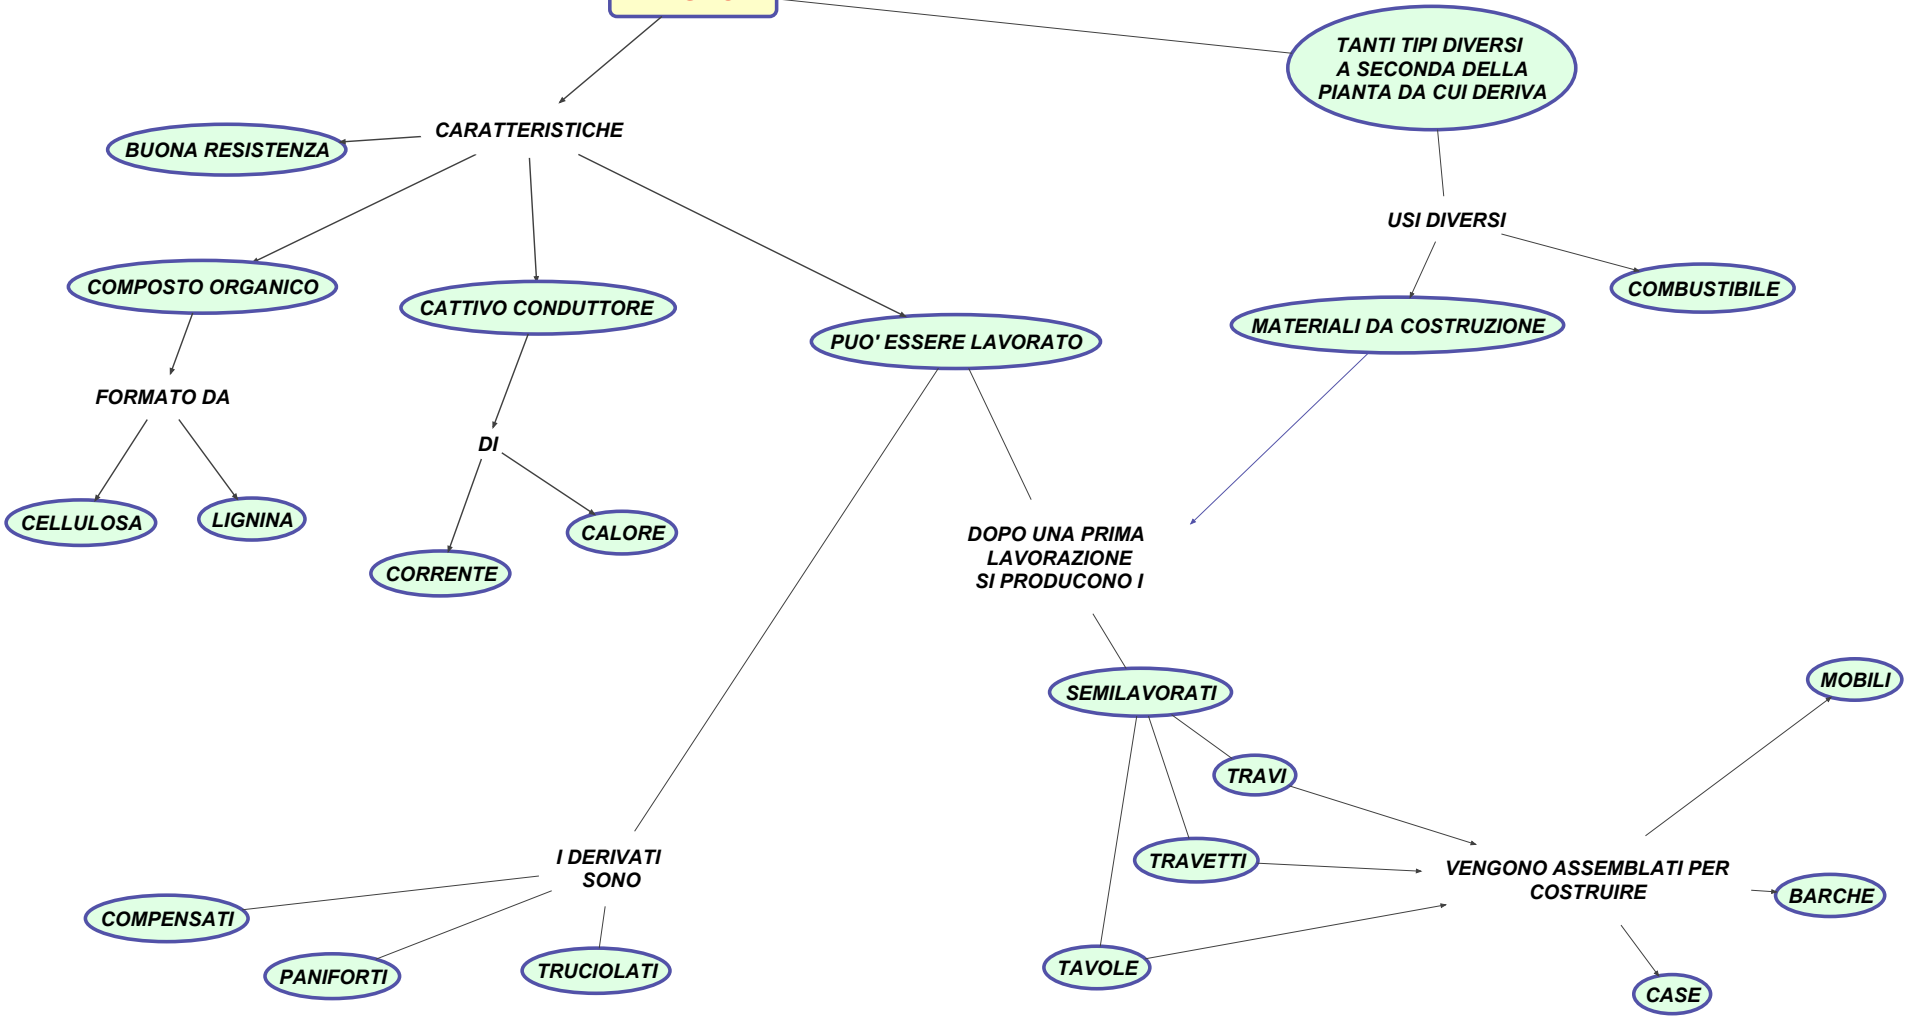 TANTI TIPI DIVERSI
A SECONDA DELLA
PIANTA DA CUI DERIVA
CARATTERISTICHE
BUONA RESISTENZA
USI DIVERSI
COMPOSTO ORGANICO
CATTIVO CONDUTTORE
PUO' ESSERE LAVORATO
MATERIALI DA COSTRUZIONE
COMBUSTIBILE
FORMATO DA
DI
CELLULOSA
LIGNINA
CORRENTE
CALORE
DOPO UNA PRIMA
LAVORAZIONE
SI PRODUCONO I
SEMILAVORATI
MOBILI
TRAVI
TRAVETTI
TAVOLE
VENGONO ASSEMBLATI PER
COSTRUIRE
BARCHE
CASE
I DERIVATI
SONO
COMPENSATI
PANIFORTI
TRUCIOLATI